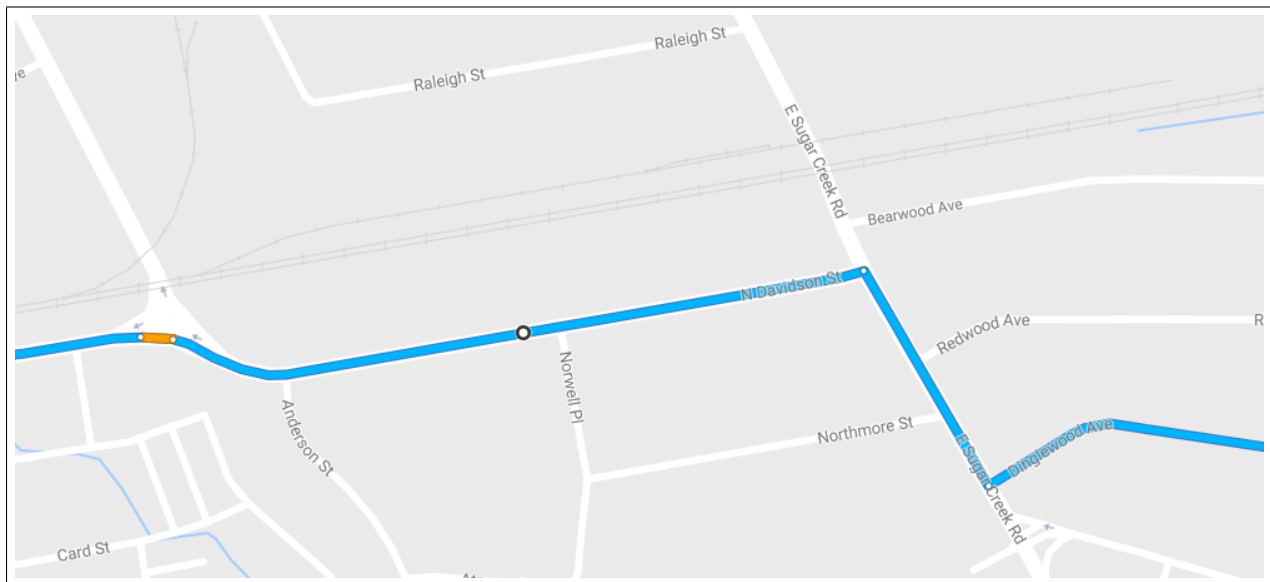 Raleigh St
Raleigh St
ve
E Sugar Creek Rd
Bearwood Ave
N Davidson St
Redwood Ave
R
Norwell Pl
Anderson St
Northmore St
E Sugar Creek Rd
Dinglewood Ave
Card St